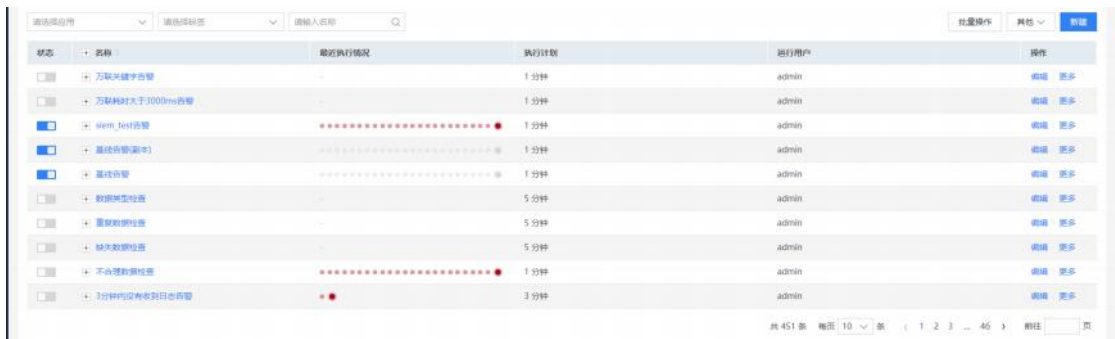 请选择应用 请选择标签 请输入名称 批量操作 其他 新建
状态 名称 最近执行情况 执行计划 运行用户 操作
万联关键字告警 - 1 分钟 admin 编辑 更多
万联耗时大于3000ms告警 - 1 分钟 admin 编辑 更多
siem_test告警 1 分钟 admin 编辑 更多
基线告警(副本) 1 分钟 admin 编辑 更多
基线告警 1 分钟 admin 编辑 更多
数据类型检查 - 5 分钟 admin 编辑 更多
重复数据检查 - 5 分钟 admin 编辑 更多
缺失数据检查 - 5 分钟 admin 编辑 更多
不合理数据检查 1 分钟 admin 编辑 更多
3分钟内没有收到日志告警 3 分钟 admin 编辑 更多
共 451 条 每页 10 条 1 2 3 ... 46 前往 页